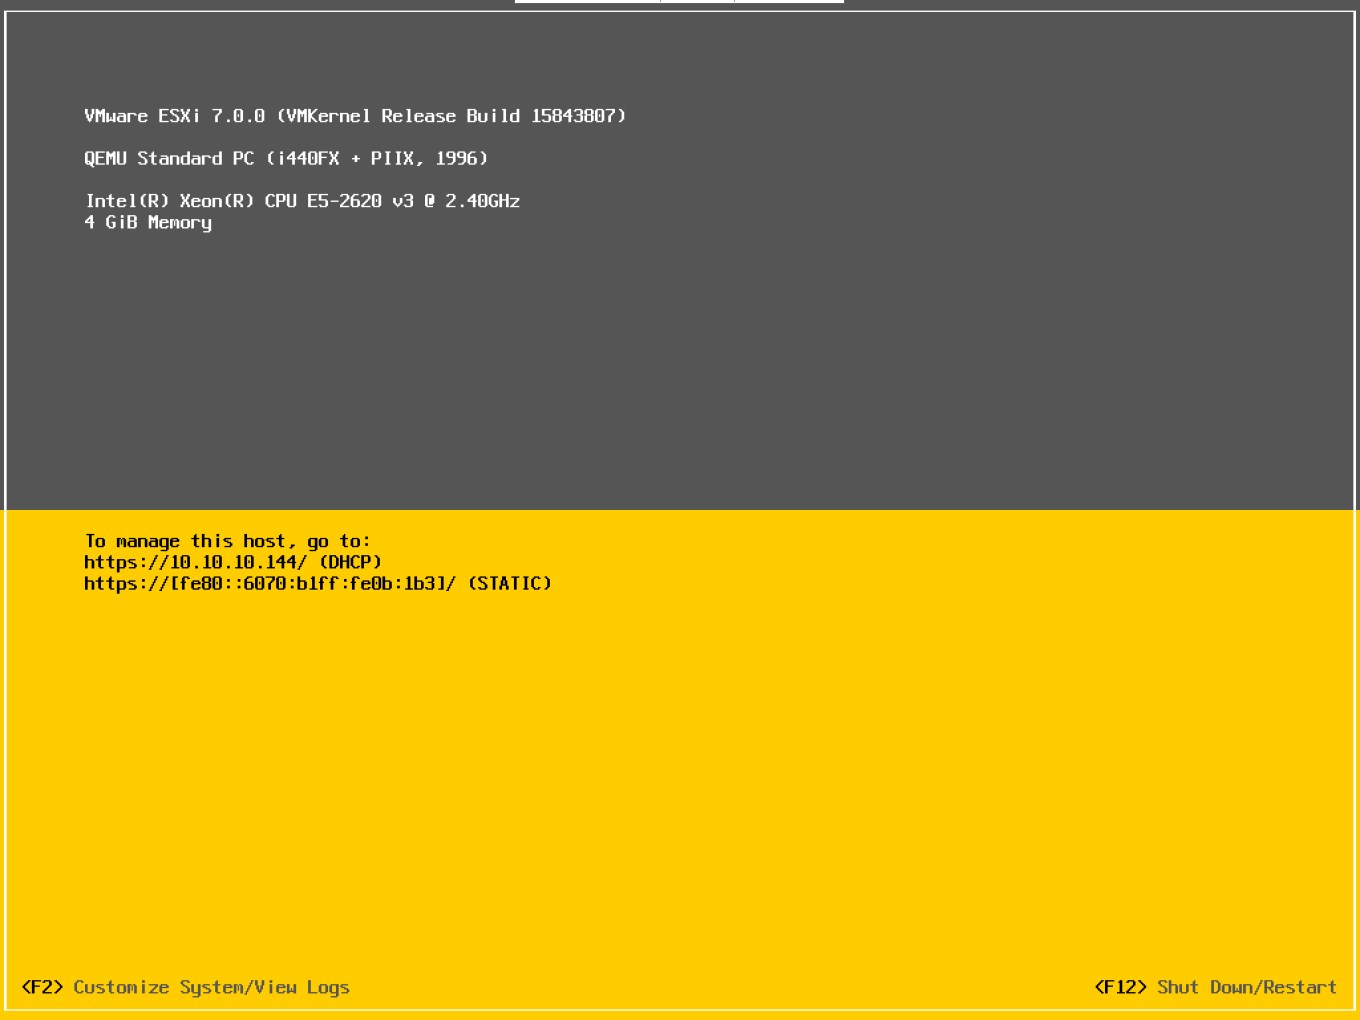 VMware ESXi 7.0.0 (VMKernel Release Build 15843807)
QEMU Standard PC (i440FX + PIIX, 1996)
Intel(R) Xeon(R) CPU E5-2620 v3 @ 2.40GHz
4 GiB Memory
To manage this host, go to:
https://10.10.10.144/ (DHCP)
https://[fe80::6070:b1ff:fe0b:1b3]/ (STATIC)
<F2> Customize System/View Logs
<F12> Shut Down/Restart